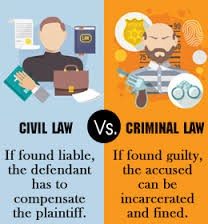 LAW
CIVIL LAW
Vs.
CRIMINAL LAW
If found liable,
the defendant
has to
compensate
the plaintiff.
If found guilty,
the accused
can be
incarcerated
and fined.